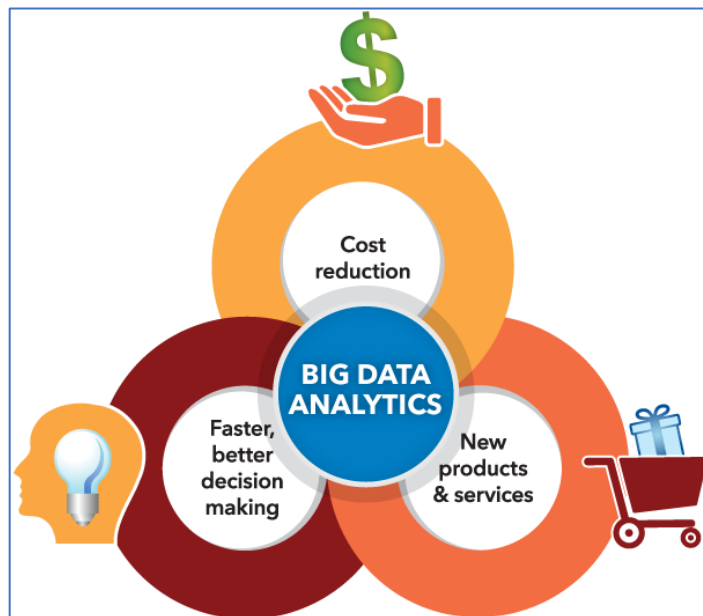 Cost
reduction
BIG DATA
ANALYTICS
Faster,
better
decision
making
New
products
& services